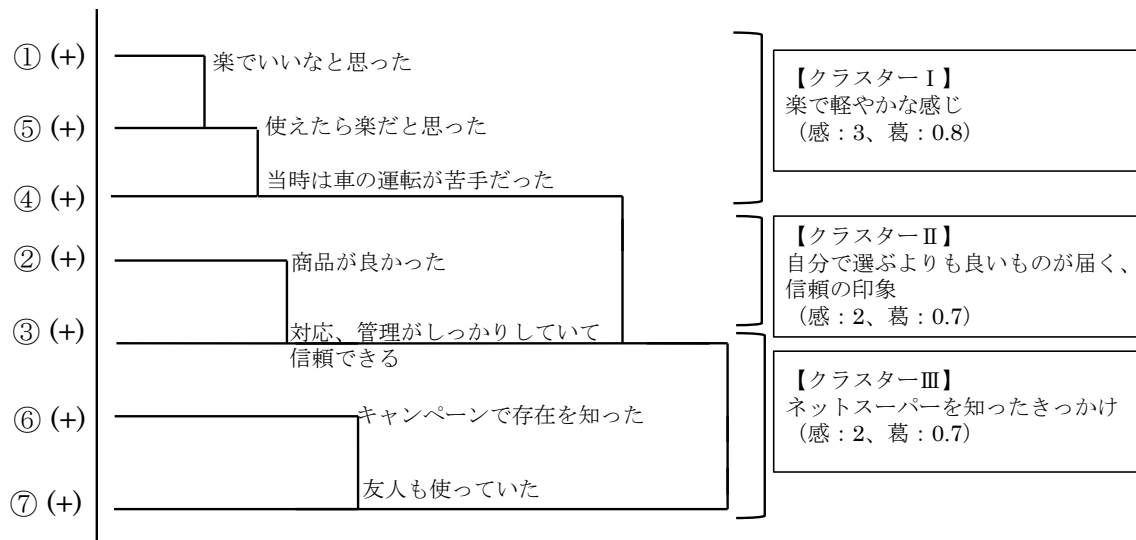 ① (+)
楽でいいなと思った
⑤ (+)
使えたら楽だと思った
当時は車の運転が苦手だった
④ (+)
② (+)
商品が良かった
③ (+)
対応、管理がしっかりしていて
信頼できる
⑥ (+)
キャンペーンで存在を知った
友人も使っていた
⑦ (+)
【クラスターⅠ】
楽で軽やかな感じ
（感：3、葛：0.8）
【クラスターⅡ】
自分で選ぶよりも良いものが届く、
信頼の印象
（感：2、葛：0.7）
【クラスターⅢ】
ネットスーパーを知ったきっかけ
（感：2、葛：0.7）